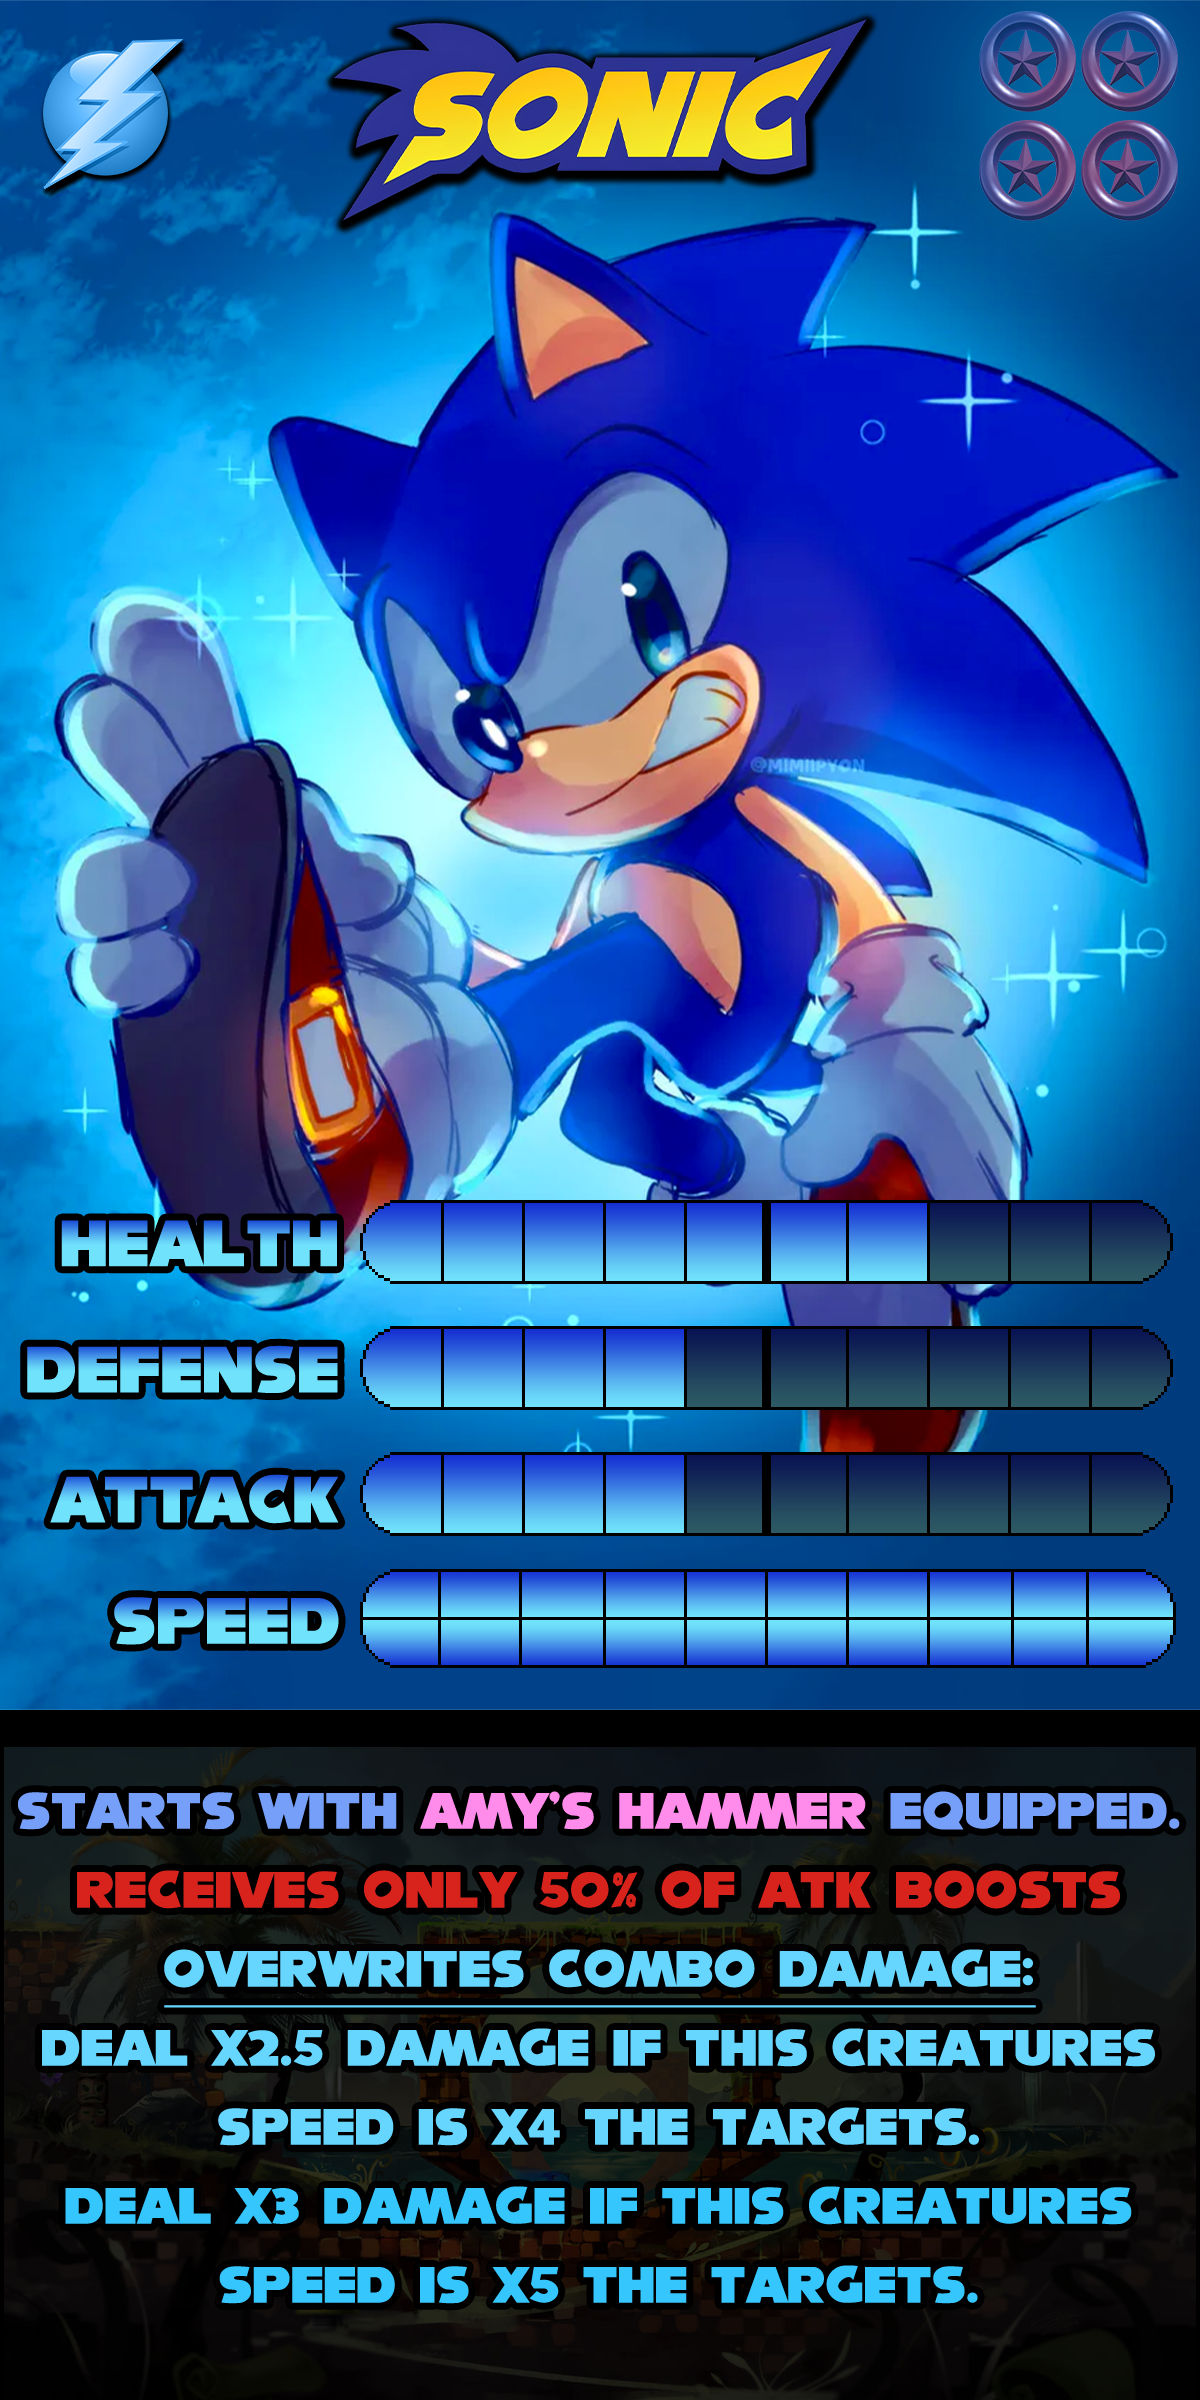 SONIC
@MIMIIPYON
HEALTH
DEFENSE
ATTACK
SPEED
STARTS WITH AMY'S HAMMER EQUIPPED.
RECEIVES ONLY 50% OF ATK BOOSTS
OVERWRITES COMBO DAMAGE:
DEAL X2.5 DAMAGE IF THIS CREATURES
SPEED IS X4 THE TARGETS.
DEAL X3 DAMAGE IF THIS CREATURES
SPEED IS X5 THE TARGETS.